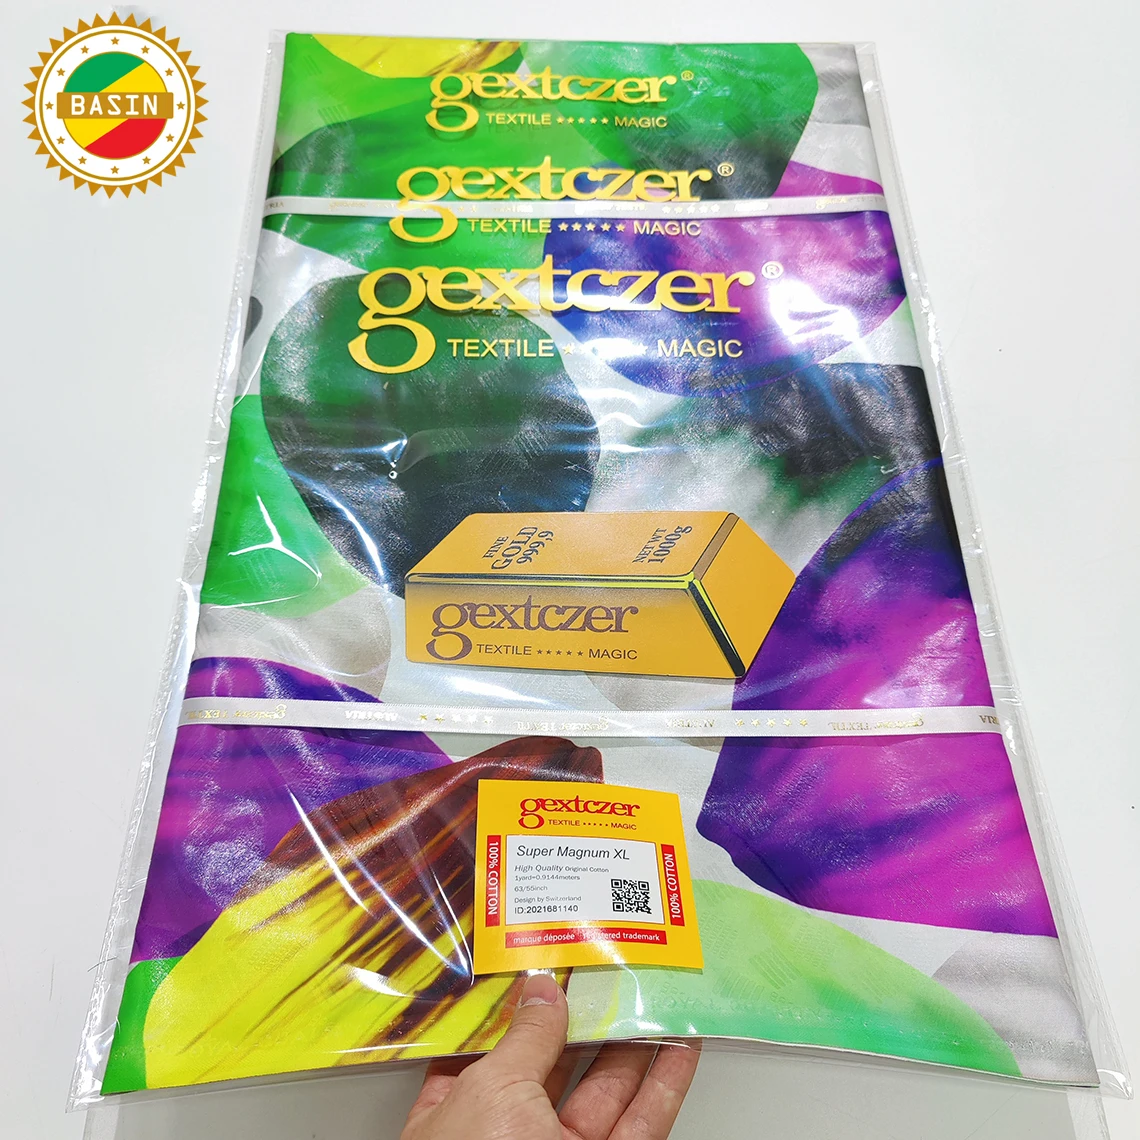 BASIN
gextczer®
TEXTILE ★★★★★ MAGIC
gextczer®
TEXTILE ★★★★★ MAGIC
gextczer®
TEXTILE ★ ★ MAGIC
FINE
GOLD
999,9
NET WT
1000g
gextczer
TEXTILE ★★★★★ MAGIC
gextczer
TEXTILE ★★★★★ MAGIC
100% COTTON
Super Magnum XL
High Quality Original Cotton
1yard=0.9144meters
63/55inch
Design by Switzerland
ID:2021681140
100% COTTON
marque déposée registered trademark